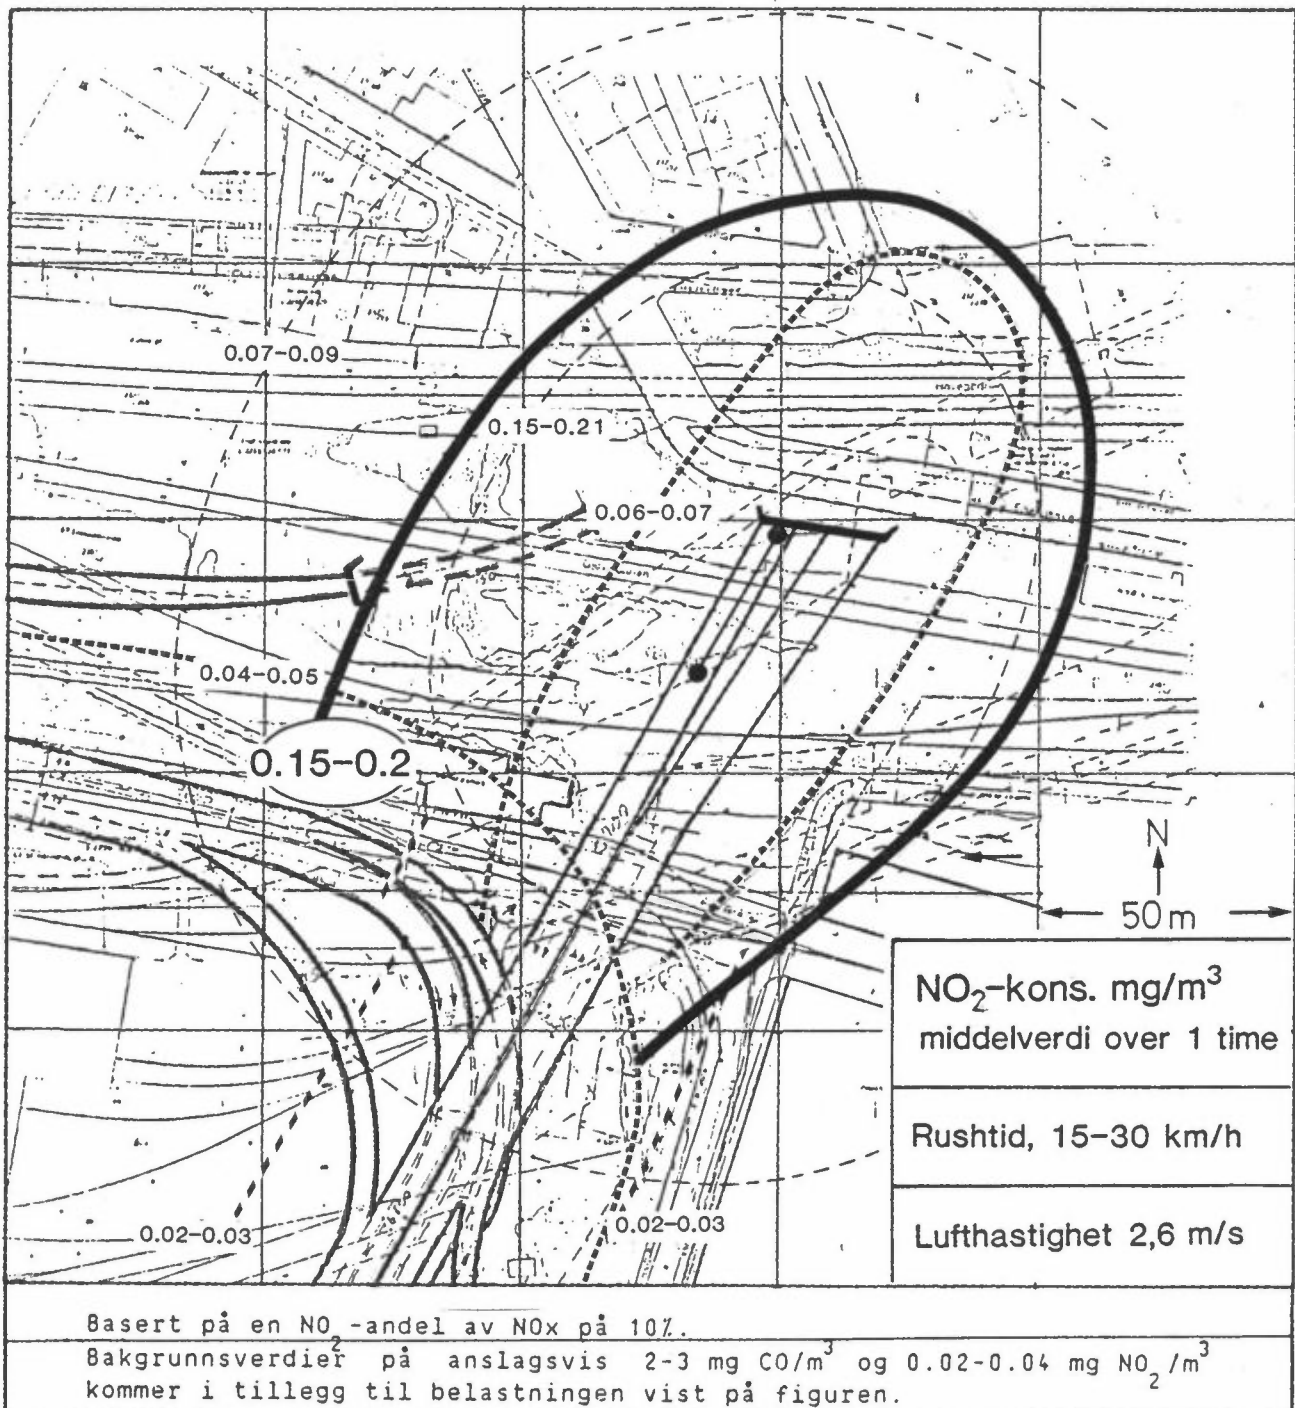 0.07-0.09
0.15-0.21
0.06-0.07
0.04-0.05
0.15-0.2
N
50m
NO₂-kons. mg/m³
middelverdi over 1 time
Rushtid, 15-30 km/h
0.02-0.03
0.02-0.03
Lufthastighet 2,6 m/s
Basert på en NO₂-andel av NOx på 10%.
Bakgrunnsverdier på anslagsvis 2-3 mg CO/m³ og 0.02-0.04 mg NO₂/m³
kommer i tillegg til belastningen vist på figuren.